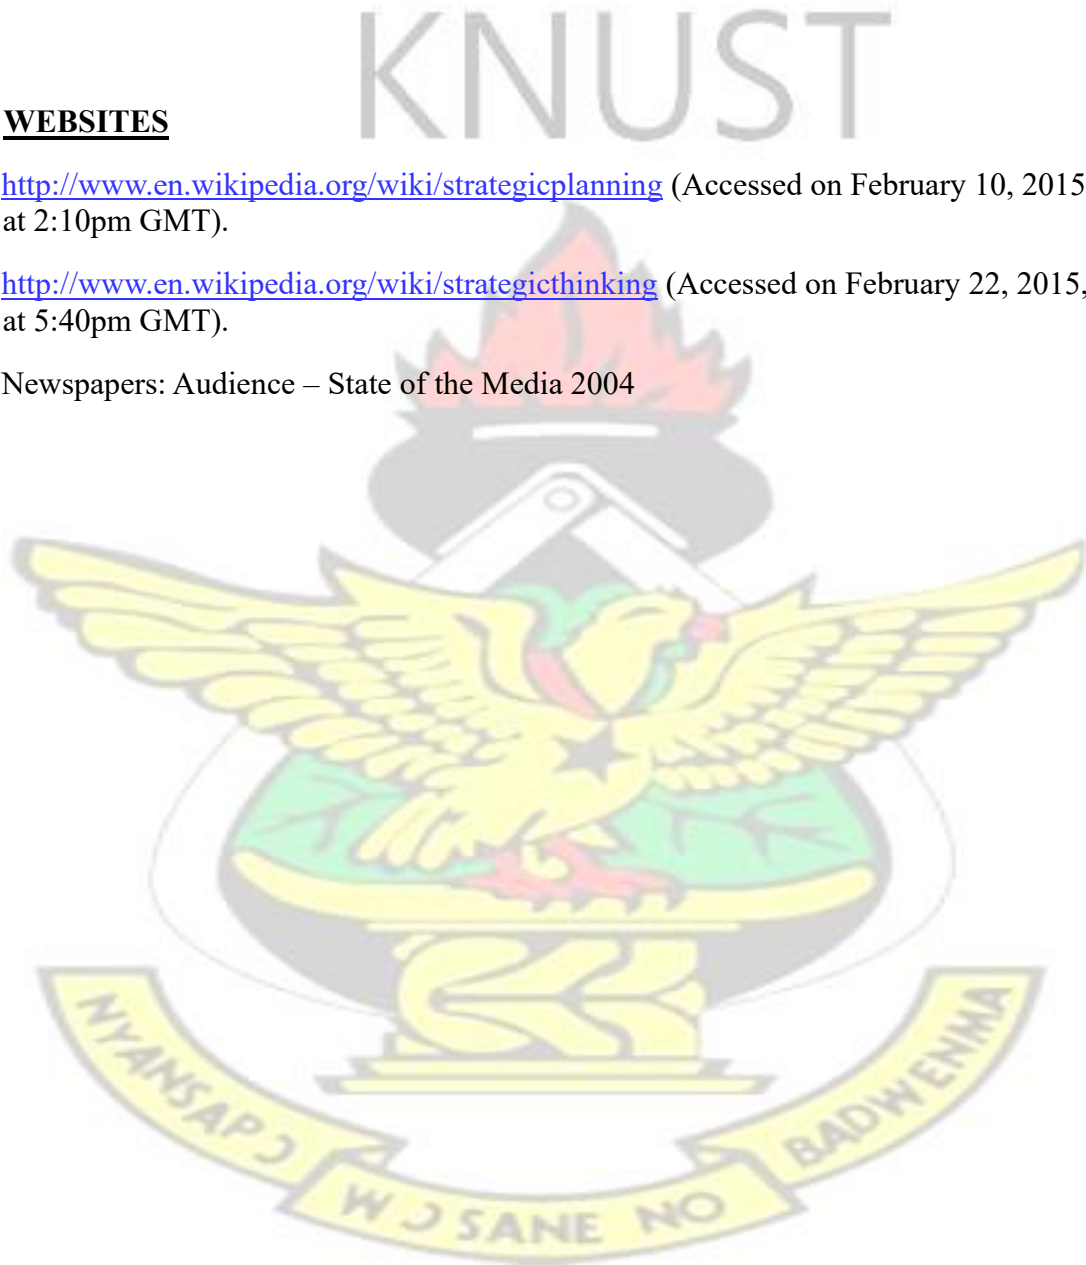 KNUST
WEBSITES
http://www.en.wikipedia.org/wiki/strategicplanning (Accessed on February 10, 2015
at 2:10pm GMT).
http://www.en.wikipedia.org/wiki/strategicthinking (Accessed on February 22, 2015,
at 5:40pm GMT).
Newspapers: Audience – State of the Media 2004
NYANSAPƆ WƆ SANE NO BADWENMA